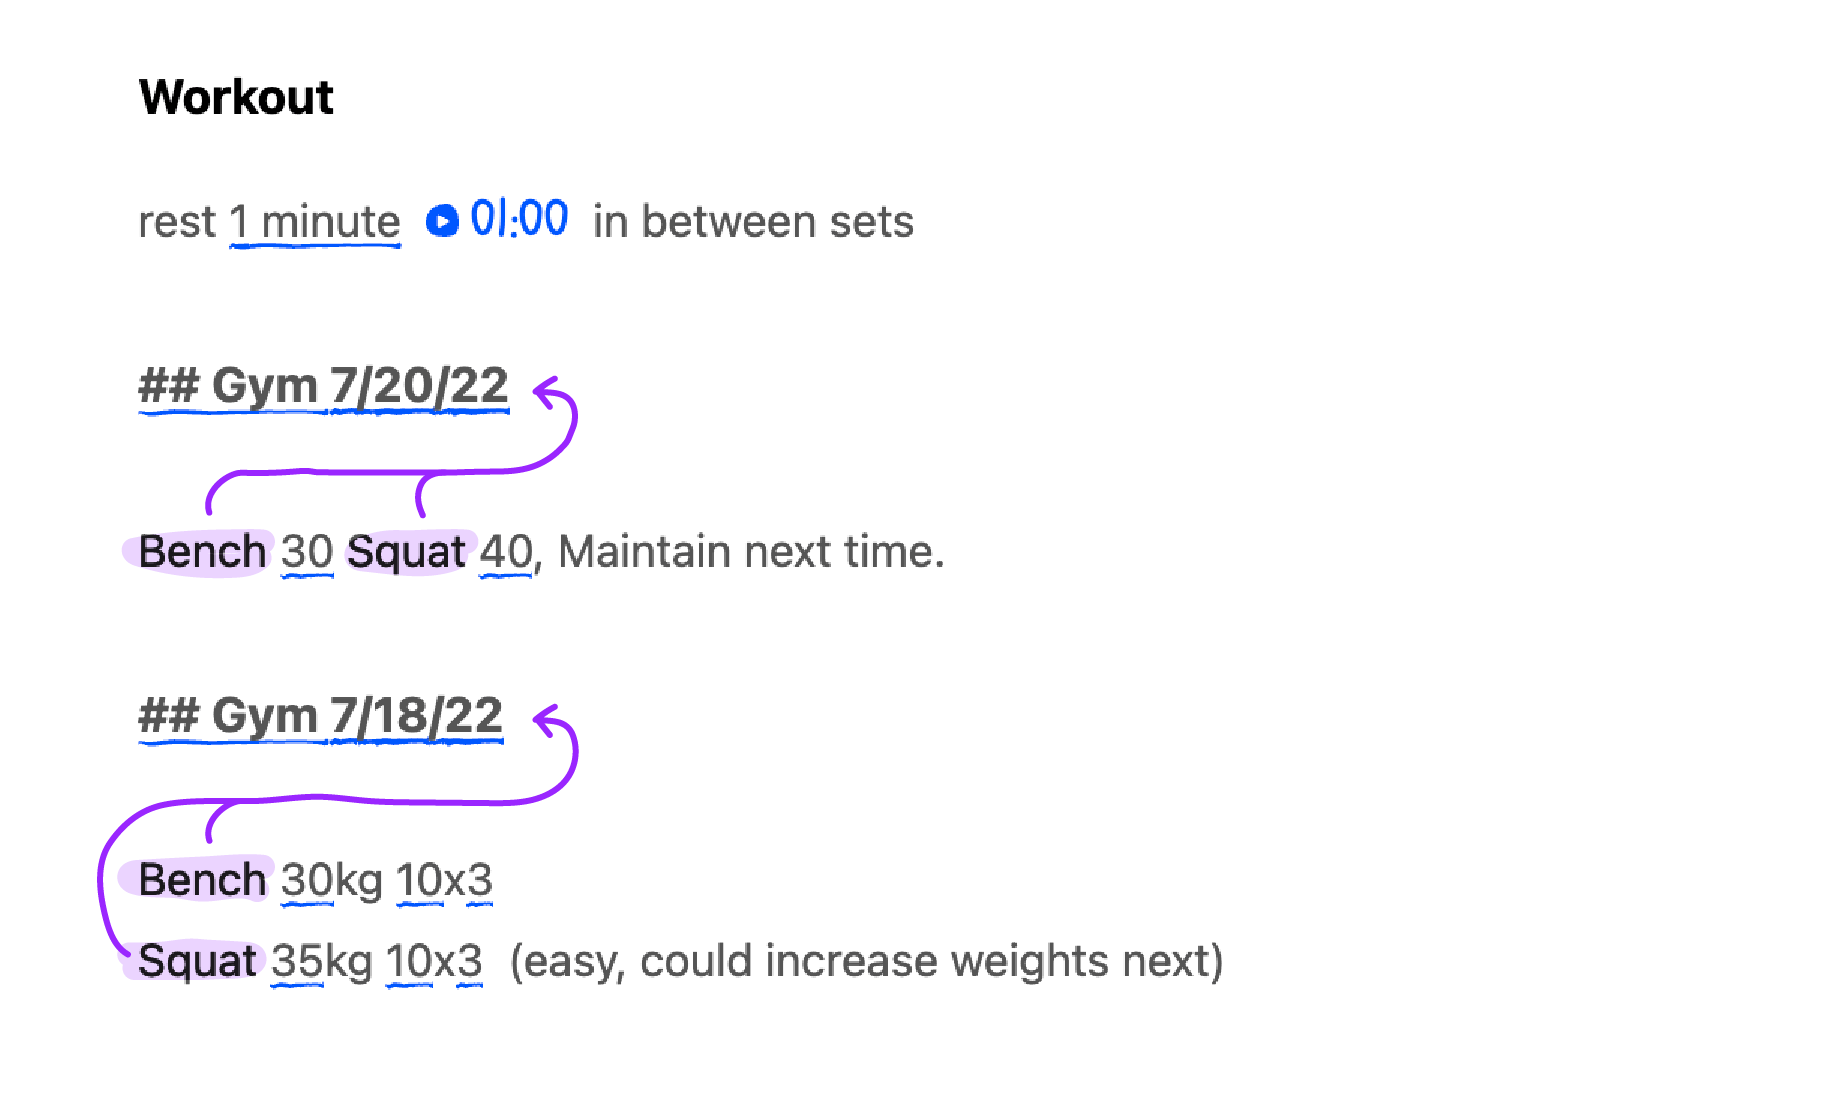 Workout
rest 1 minute 01:00 in between sets
## Gym 7/20/22
Bench 30 Squat 40, Maintain next time.
## Gym 7/18/22
Bench 30kg 10x3
Squat 35kg 10x3 (easy, could increase weights next)